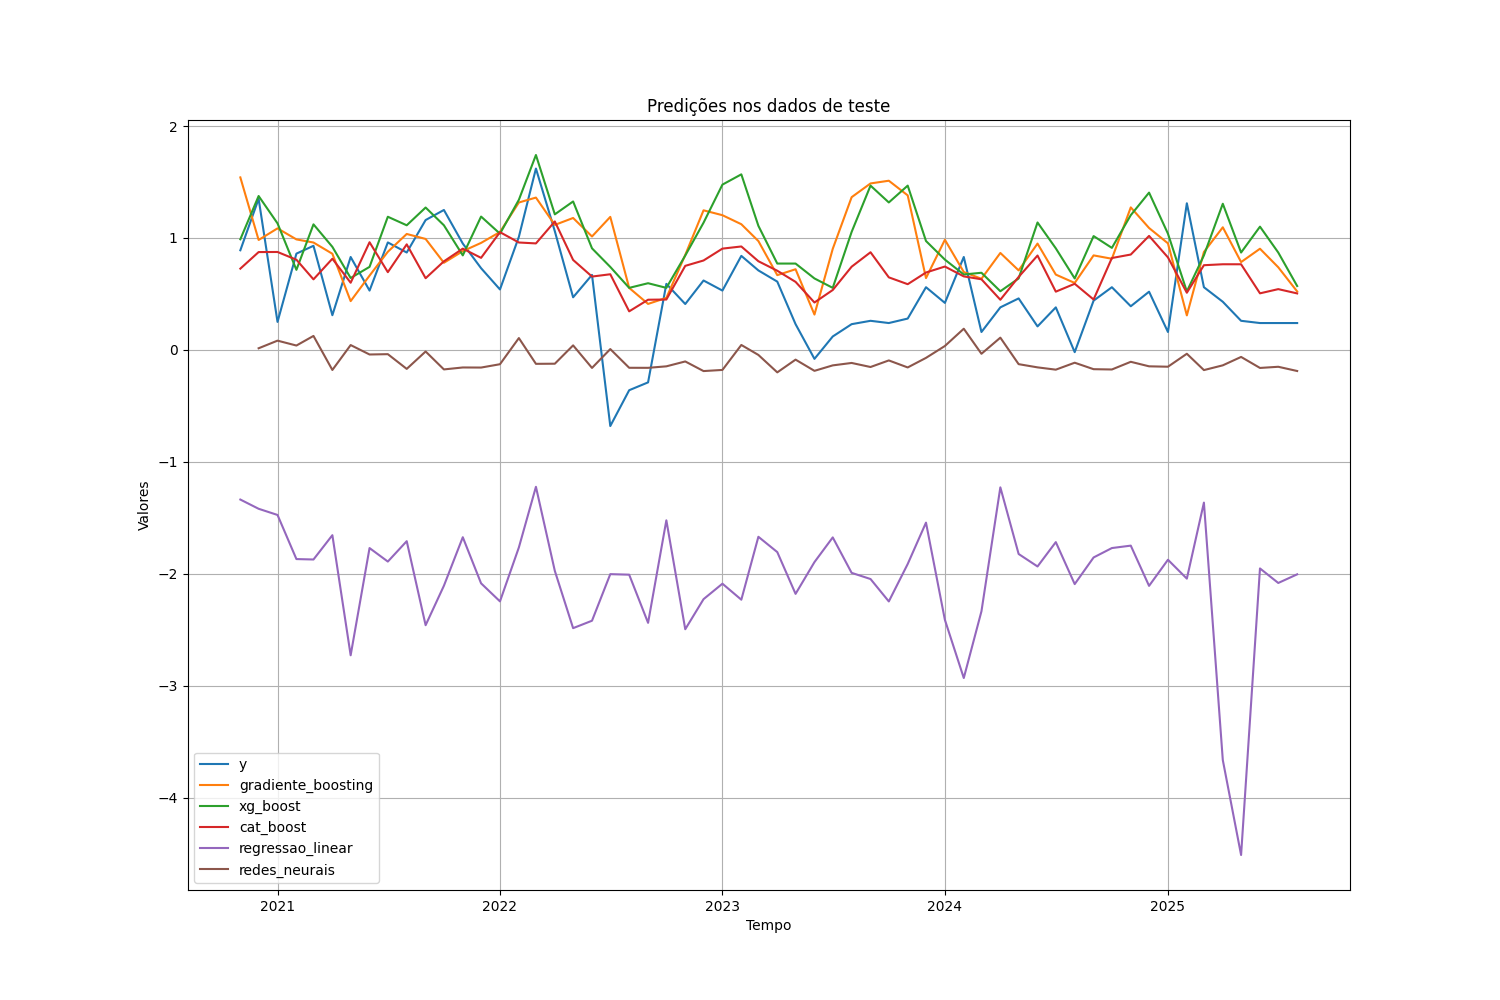 Predições nos dados de teste
2
1
0
−1
−2
−3
−4
Valores
y
gradiente_boosting
xg_boost
cat_boost
regressao_linear
redes_neurais
2021 2022 2023 2024 2025
Tempo